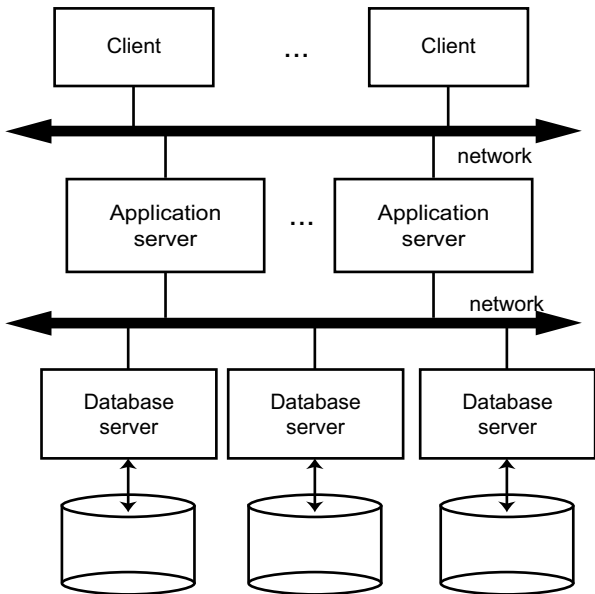 Client
...
Client
network
Application
server
...
Application
server
network
Database
server
Database
server
Database
server